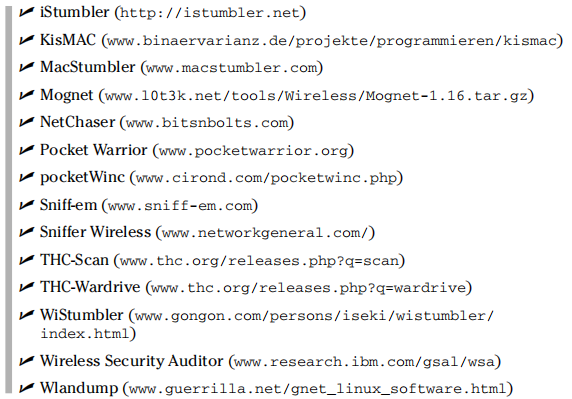 ✓ iStumbler (http://istumbler.net)
✓ KisMAC (www.binaervarianz.de/projekte/programmieren/kismac)
✓ MacStumbler (www.macstumbler.com)
✓ Mognet (www.l0t3k.net/tools/Wireless/Mognet-1.16.tar.gz)
✓ NetChaser (www.bitsnbolts.com)
✓ Pocket Warrior (www.pocketwarrior.org)
✓ pocketWinc (www.cirond.com/pocketwinc.php)
✓ Sniff-em (www.sniff-em.com)
✓ Sniffer Wireless (www.networkgeneral.com/)
✓ THC-Scan (www.thc.org/releases.php?q=scan)
✓ THC-Wardrive (www.thc.org/releases.php?q=wardrive)
✓ WiStumbler (www.gongon.com/persons/iseki/wistumbler/
index.html)
✓ Wireless Security Auditor (www.research.ibm.com/gsal/wsa)
✓ Wlandump (www.guerrilla.net/gnet_linux_software.html)